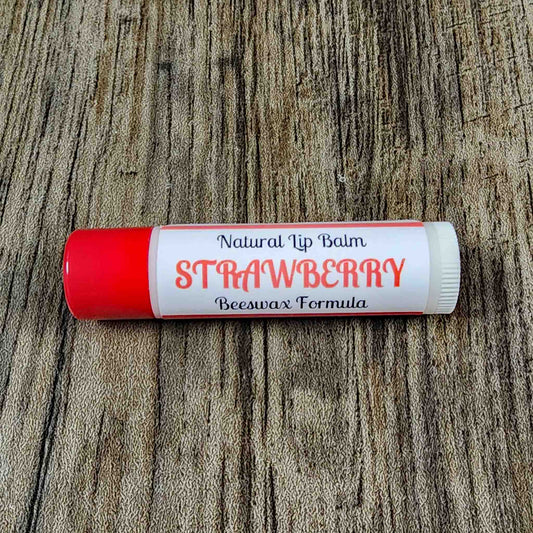 Natural Lip Balm
STRAWBERRY
Beeswax Formula